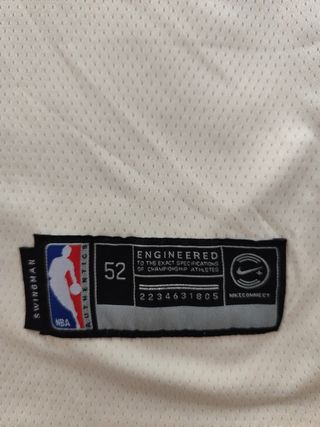 SWINGMAN
NBA
AUTHENTICS
52
ENGINEERED
TO THE EXACT SPECIFICATIONS
OF CHAMPIONSHIP ATHLETES
2234631805
NIKECONNECT